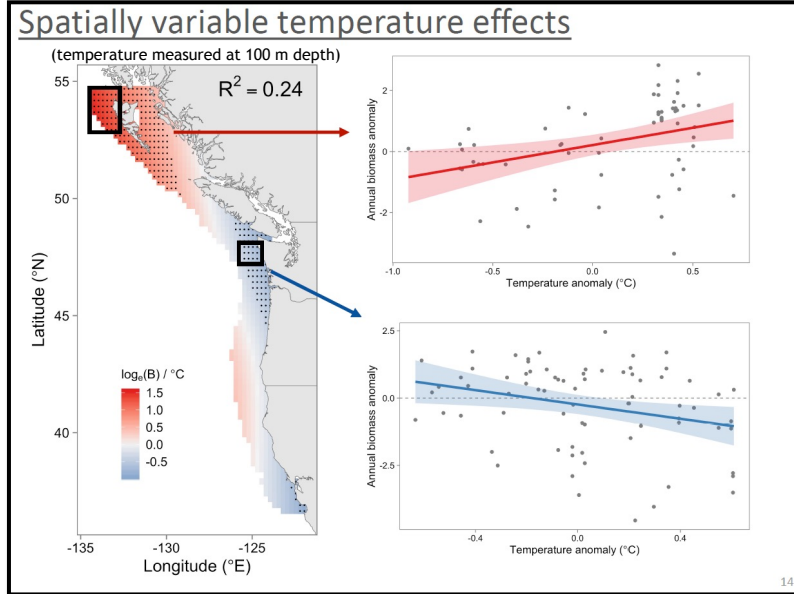 Spatially variable temperature effects
(temperature measured at 100 m depth)
R² = 0.24
55
50
45
40
Latitude (°N)
logₑ(B) / °C
1.5
1.0
0.5
0.0
-0.5
-135
-130
-125
Longitude (°E)
Annual biomass anomaly
2
0
-2
-1.0
-0.5
0.0
0.5
Temperature anomaly (°C)
Annual biomass anomaly
2.5
0.0
-2.5
-0.4
0.0
0.4
Temperature anomaly (°C)
14